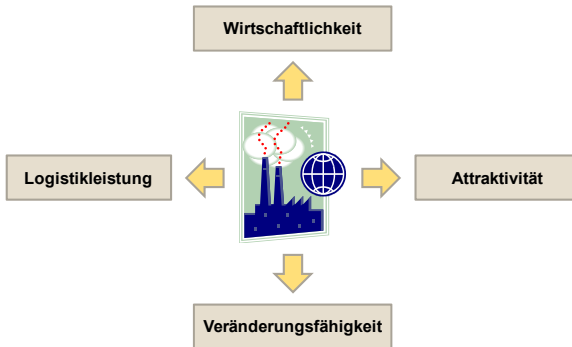 Wirtschaftlichkeit
Logistikleistung
Attraktivität
Veränderungsfähigkeit